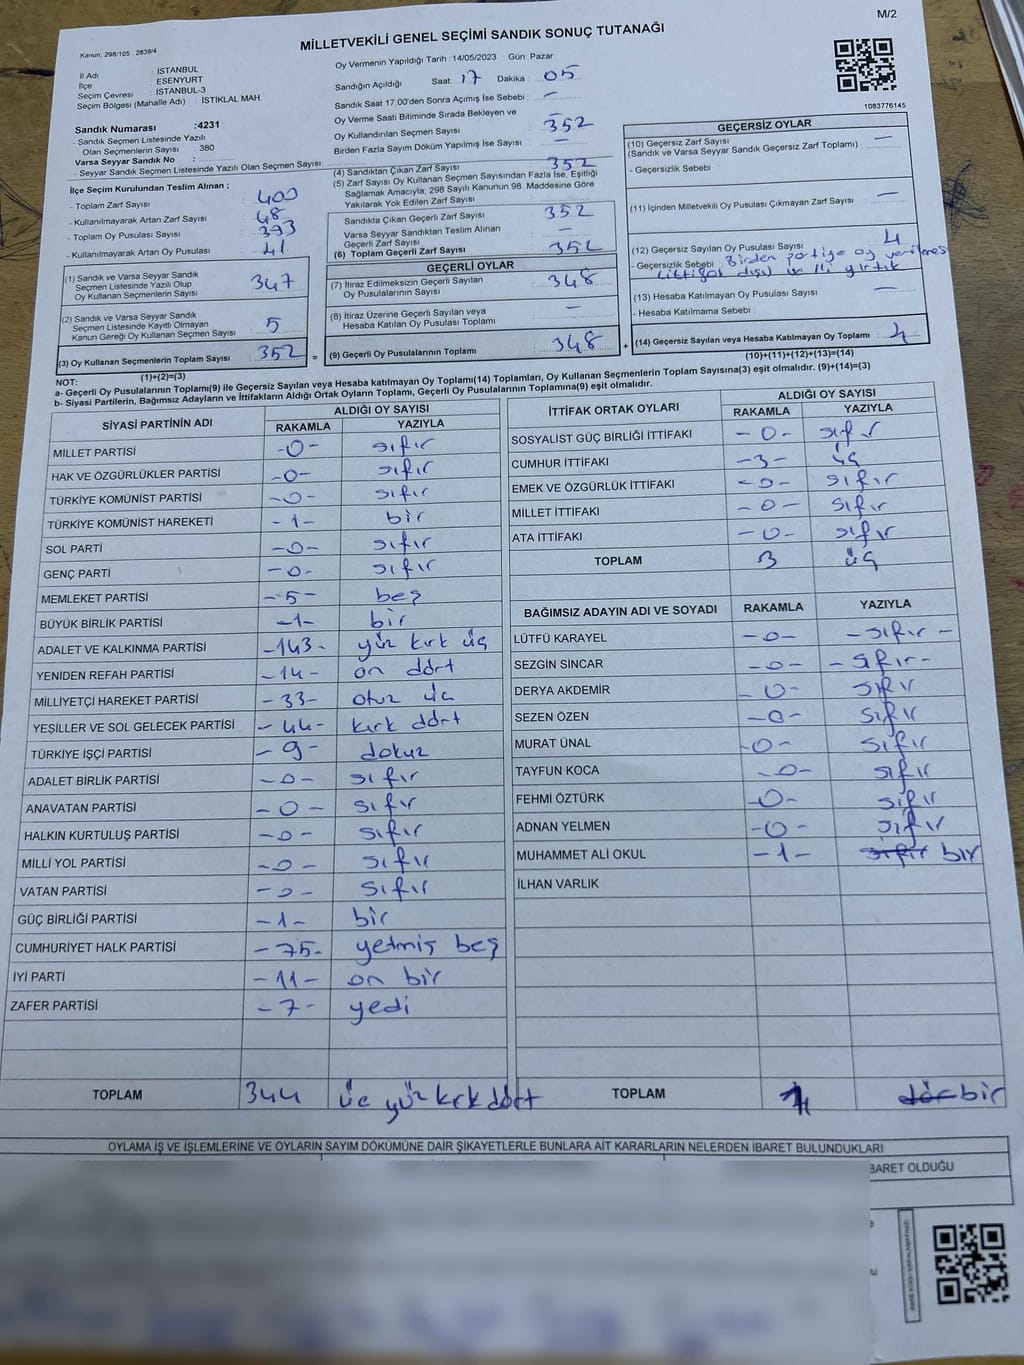 M/2
Kanun, 298/105 , 2839/4
MİLLETVEKİLİ GENEL SEÇİMİ SANDIK SONUÇ TUTANAĞI
1083776145
İl Adı İSTANBUL
İlçe ESENYURT
Seçim Çevresi İSTANBUL-3
Seçim Bölgesi (Mahalle Adı) : İSTİKLAL MAH.
Sandık Numarası :4231
- Sandık Seçmen Listesinde Yazılı
Olan Seçmenlerin Sayısı : 380
Varsa Seyyar Sandık No :
- Seyyar Sandık Seçmen Listesinde Yazılı Olan Seçmen Sayısı
İlçe Seçim Kurulundan Teslim Alınan ;
- Toplam Zarf Sayısı 400
- Kullanılmayarak Artan Zarf Sayısı 48
- Toplam Oy Pusulası Sayısı 393
- Kullanılmayarak Artan Oy Pusulası 41
(1) Sandık ve Varsa Seyyar Sandık
Seçmen Listesinde Yazılı Olup
Oy Kullanan Seçmenlerin Sayısı 347
(2) Sandık ve Varsa Seyyar Sandık
Seçmen Listesinde Kayıtlı Olmayan
Kanun Gereği Oy Kullanan Seçmen Sayısı 5
(3) Oy Kullanan Seçmenlerin Toplam Sayısı 352 =
(1)+(2)=(3)
Oy Vermenin Yapıldığı Tarih : 14/05/2023 Gün: Pazar
Sandığın Açıldığı Saat: 17 Dakika : 05
Sandık Saat 17.00'den Sonra Açımış İse Sebebi : —
Oy Verme Saati Bitiminde Sırada Bekleyen ve
Oy Kullandırılan Seçmen Sayısı : 352
Birden Fazla Sayım Döküm Yapılmış İse Sayısı : —
(4) Sandıktan Çıkan Zarf Sayısı 352
(5) Zarf Sayısı Oy Kullanan Seçmen Sayısından Fazla İse, Eşitliği
Sağlamak Amacıyla; 298 Sayılı Kanunun 98. Maddesine Göre
Yakılarak Yok Edilen Zarf Sayısı
Sandıkta Çıkan Geçerli Zarf Sayısı 352
Varsa Seyyar Sandıktan Teslim Alınan
Geçerli Zarf Sayısı —
(6) Toplam Geçerli Zarf Sayısı 352
GEÇERLİ OYLAR
(7) İtiraz Edilmeksizin Geçerli Sayılan
Oy Pusulalarının Sayısı 348
(8) İtiraz Üzerine Geçerli Sayılan veya
Hesaba Katılan Oy Pusulası Toplamı —
(9) Geçerli Oy Pusulalarının Toplamı 348 +
GEÇERSİZ OYLAR
(10) Geçersiz Zarf Sayısı —
(Sandık ve Varsa Seyyar Sandık Geçersiz Zarf Toplamı)
- Geçersizlik Sebebi
(11) İçinden Milletvekili Oy Pusulası Çıkmayan Zarf Sayısı —
(12) Geçersiz Sayılan Oy Pusulası Sayısı 4
- Geçersizlik Sebebi Birden partiye oy
dışı ve yırtık
(13) Hesaba Katılmayan Oy Pusulası Sayısı : —
- Hesaba Katılmama Sebebi
(14) Geçersiz Sayılan veya Hesaba Katılmayan Oy Toplamı 4
(10)+(11)+(12)+(13)=(14)
NOT:
a- Geçerli Oy Pusulalarının Toplamı(9) ile Geçersiz Sayılan veya Hesaba katılmayan Oy Toplamı(14) Toplamları, Oy Kullanan Seçmenlerin Toplam Sayısına(3) eşit olmalıdır. (9)+(14)=(3)
b- Siyasi Partilerin, Bağımsız Adayların ve İttifakların Aldığı Ortak Oyların Toplamı, Geçerli Oy Pusulalarının Toplamına(9) eşit olmalıdır.
SİYASİ PARTİNİN ADI ALDIĞI OY SAYISI
RAKAMLA YAZIYLA
MİLLET PARTİSİ -0- sıfır
HAK VE ÖZGÜRLÜKLER PARTİSİ -0- sıfır
TÜRKİYE KOMÜNİST PARTİSİ -0- sıfır
TÜRKİYE KOMÜNİST HAREKETİ -1- bir
SOL PARTİ -0- sıfır
GENÇ PARTİ -0- sıfır
MEMLEKET PARTİSİ -5- beş
BÜYÜK BİRLİK PARTİSİ -1- bir
ADALET VE KALKINMA PARTİSİ -143- yüz kırk üç
YENİDEN REFAH PARTİSİ -14- on dört
MİLLİYETÇİ HAREKET PARTİSİ -33- otuz üç
YEŞİLLER VE SOL GELECEK PARTİSİ -44- kırk dört
TÜRKİYE İŞÇİ PARTİSİ -9- dokuz
ADALET BİRLİK PARTİSİ -0- sıfır
ANAVATAN PARTİSİ -0- sıfır
HALKIN KURTULUŞ PARTİSİ -0- sıfır
MİLLİ YOL PARTİSİ -0- sıfır
VATAN PARTİSİ -0- sıfır
GÜÇ BİRLİĞİ PARTİSİ -1- bir
CUMHURİYET HALK PARTİSİ -75- yetmiş beş
İYİ PARTİ -11- on bir
ZAFER PARTİSİ -7- yedi
TOPLAM 344 üç yüz kırk dört
İTTİFAK ORTAK OYLARI ALDIĞI OY SAYISI
RAKAMLA YAZIYLA
SOSYALİST GÜÇ BİRLİĞİ İTTİFAKI -0- sıfır
CUMHUR İTTİFAKI -3- üç
EMEK VE ÖZGÜRLÜK İTTİFAKI -0- sıfır
MİLLET İTTİFAKI -0- sıfır
ATA İTTİFAKI -0- sıfır
TOPLAM 3 üç
BAĞIMSIZ ADAYIN ADI VE SOYADI RAKAMLA YAZIYLA
LÜTFÜ KARAYEL -0- -sıfır-
SEZGİN SİNCAR -0- -sıfır-
DERYA AKDEMİR -0- sıfır
SEZEN ÖZEN -0- sıfır
MURAT ÜNAL -0- sıfır
TAYFUN KOCA -0- sıfır
FEHMİ ÖZTÜRK -0- sıfır
ADNAN YELMEN -0- sıfır
MUHAMMET ALİ OKUL -1- sıfır bir
İLHAN VARLIK
TOPLAM 1 dör bir
OYLAMA İŞ VE İŞLEMLERİNE VE OYLARIN SAYIM DÖKÜMÜNE DAİR ŞİKAYETLERLE BUNLARA AİT KARARLARIN NELERDEN İBARET BULUNDUKLARI
BARET OLDUĞU